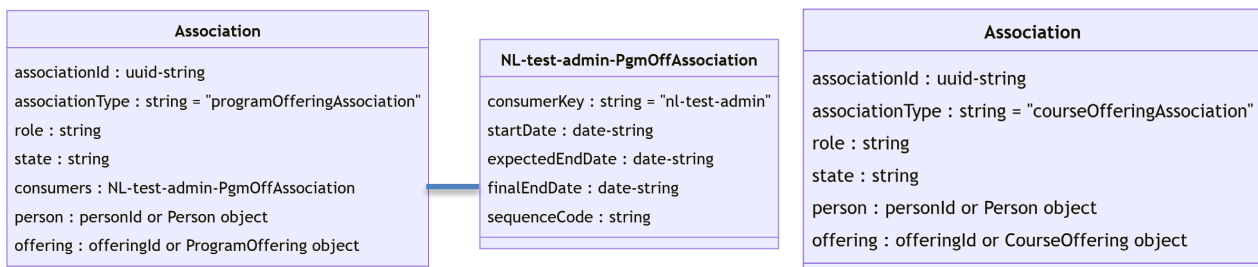 Association
associationId : uuid-string
associationType : string = "programOfferingAssociation"
role : string
state : string
consumers : NL-test-admin-PgmOffAssociation
person : personId or Person object
offering : offeringId or ProgramOffering object
NL-test-admin-PgmOffAssociation
consumerKey : string = "nl-test-admin"
startDate : date-string
expectedEndDate : date-string
finalEndDate : date-string
sequenceCode : string
Association
associationId : uuid-string
associationType : string = "courseOfferingAssociation"
role : string
state : string
person : personId or Person object
offering : offeringId or CourseOffering object